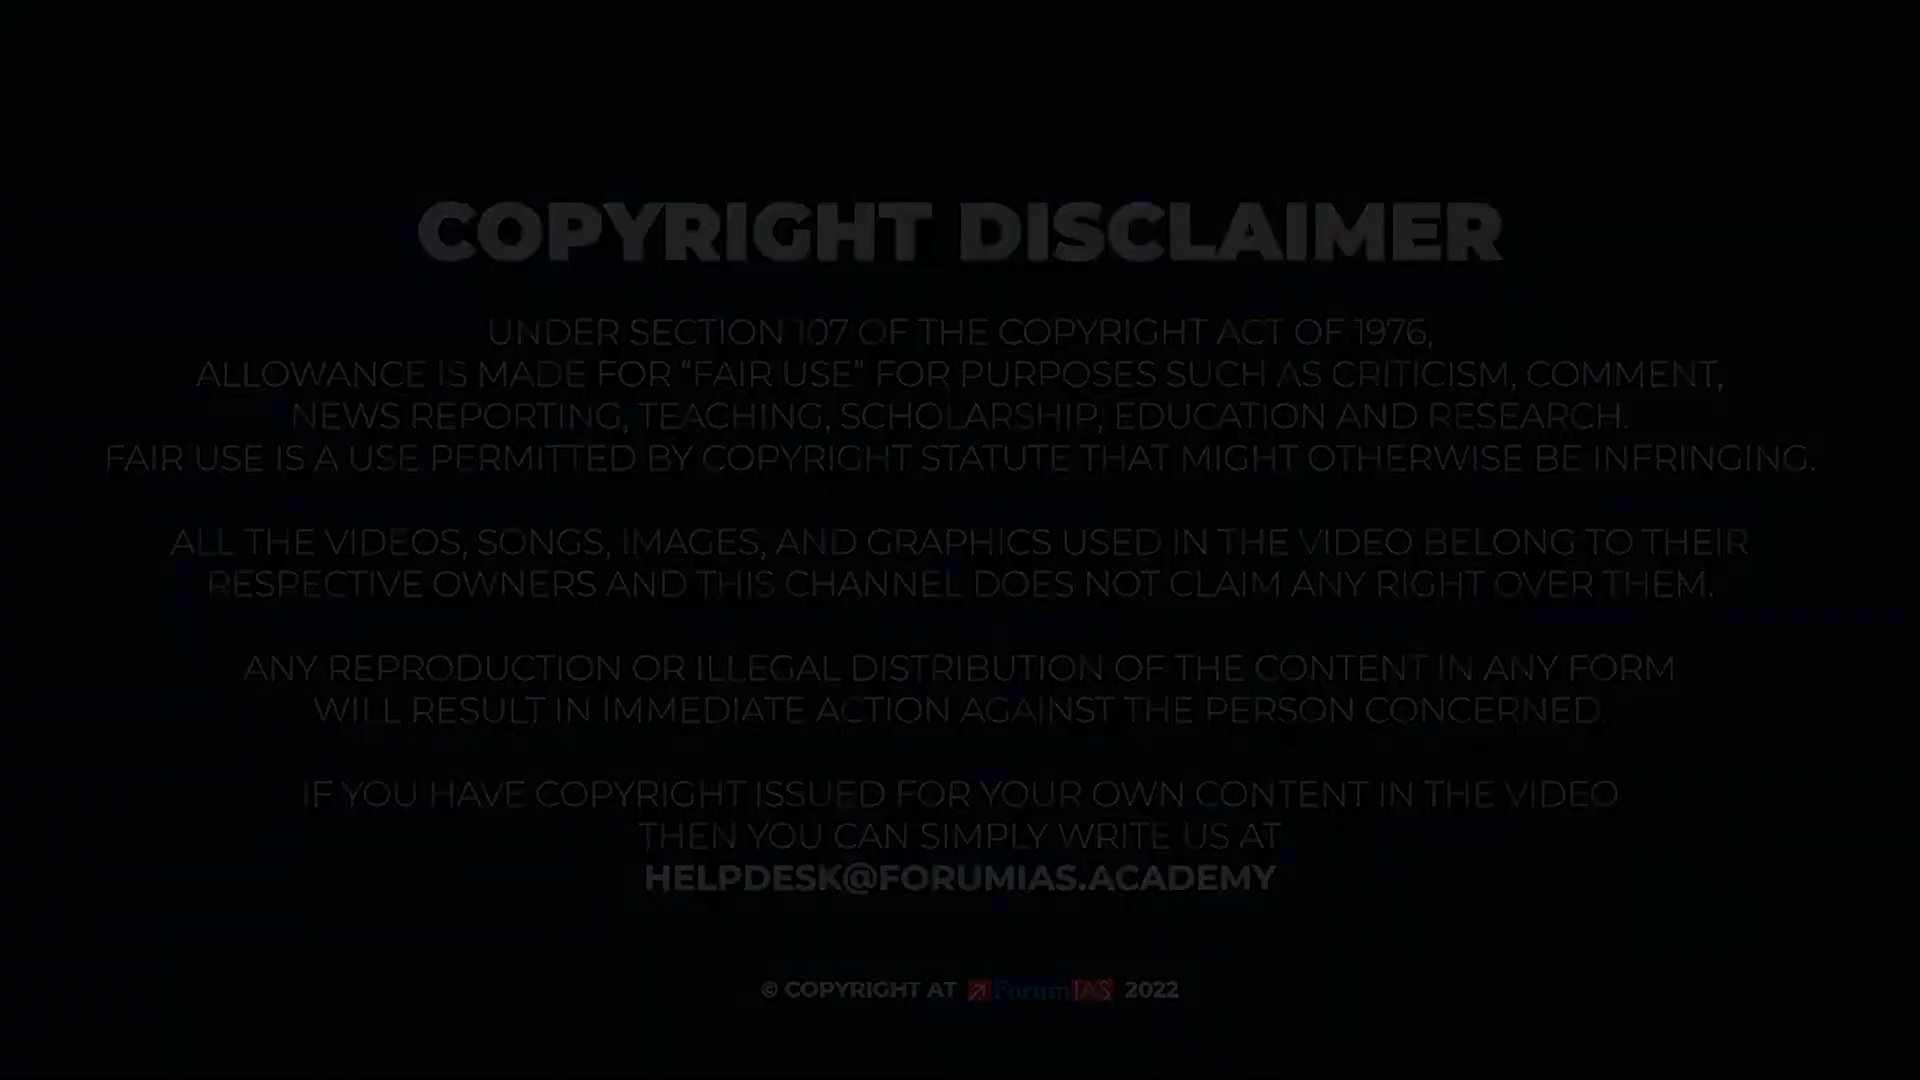 COPYRIGHT DISCLAIMER
UNDER SECTION 107 OF THE COPYRIGHT ACT OF 1976,
ALLOWANCE IS MADE FOR “FAIR USE” FOR PURPOSES SUCH AS CRITICISM, COMMENT,
NEWS REPORTING, TEACHING, SCHOLARSHIP, EDUCATION AND RESEARCH.
FAIR USE IS A USE PERMITTED BY COPYRIGHT STATUTE THAT MIGHT OTHERWISE BE INFRINGING.
ALL THE VIDEOS, SONGS, IMAGES, AND GRAPHICS USED IN THE VIDEO BELONG TO THEIR
RESPECTIVE OWNERS AND THIS CHANNEL DOES NOT CLAIM ANY RIGHT OVER THEM.
ANY REPRODUCTION OR ILLEGAL DISTRIBUTION OF THE CONTENT IN ANY FORM
WILL RESULT IN IMMEDIATE ACTION AGAINST THE PERSON CONCERNED.
IF YOU HAVE COPYRIGHT ISSUED FOR YOUR OWN CONTENT IN THE VIDEO
THEN YOU CAN SIMPLY WRITE US AT
HELPDESK@FORUMIAS.ACADEMY
© COPYRIGHT AT ForumIAS 2022